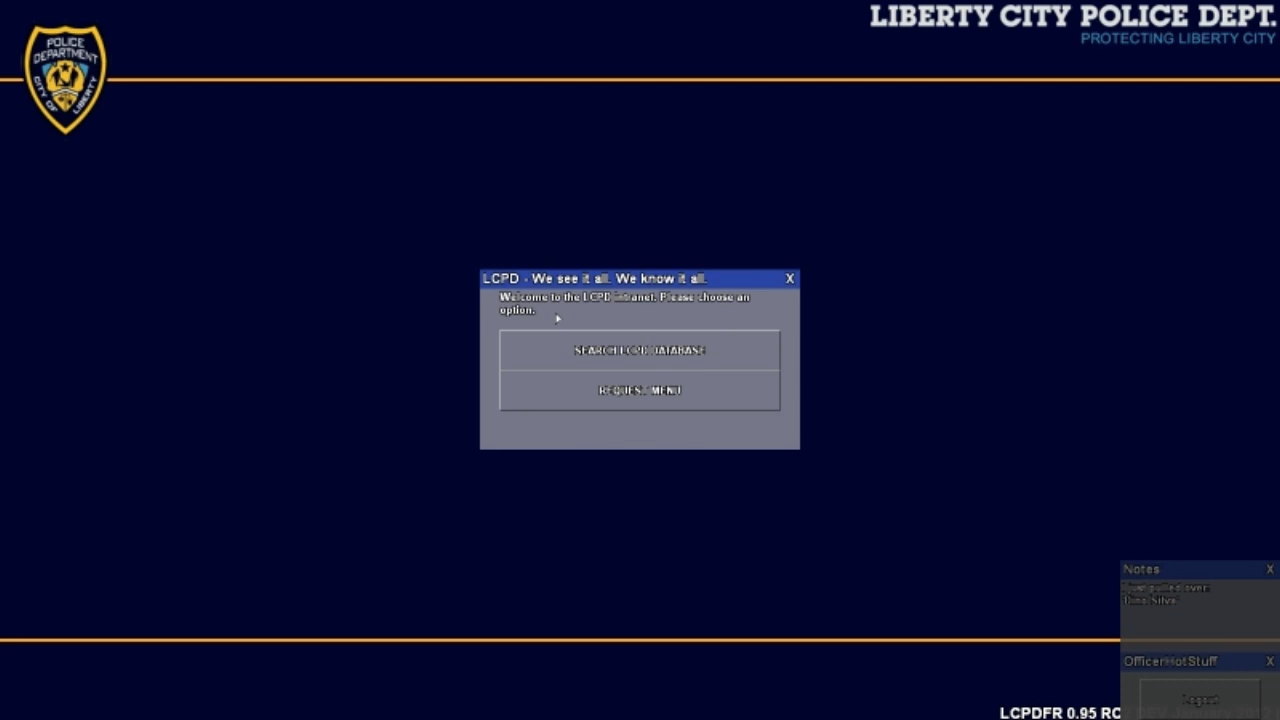 LIBERTY CITY POLICE DEPT.
PROTECTING LIBERTY CITY
POLICE
DEPARTMENT
CITY OF LIBERTY
LCPD - We see it all. We know it all. X
Welcome to the LCPD intranet. Please choose an
option.
SEARCH LCPD DATABASE
REQUEST MENU
Notes X
I just pulled over:
Silva
OfficerHotStuff X
Logout
LCPDFR 0.95 RC